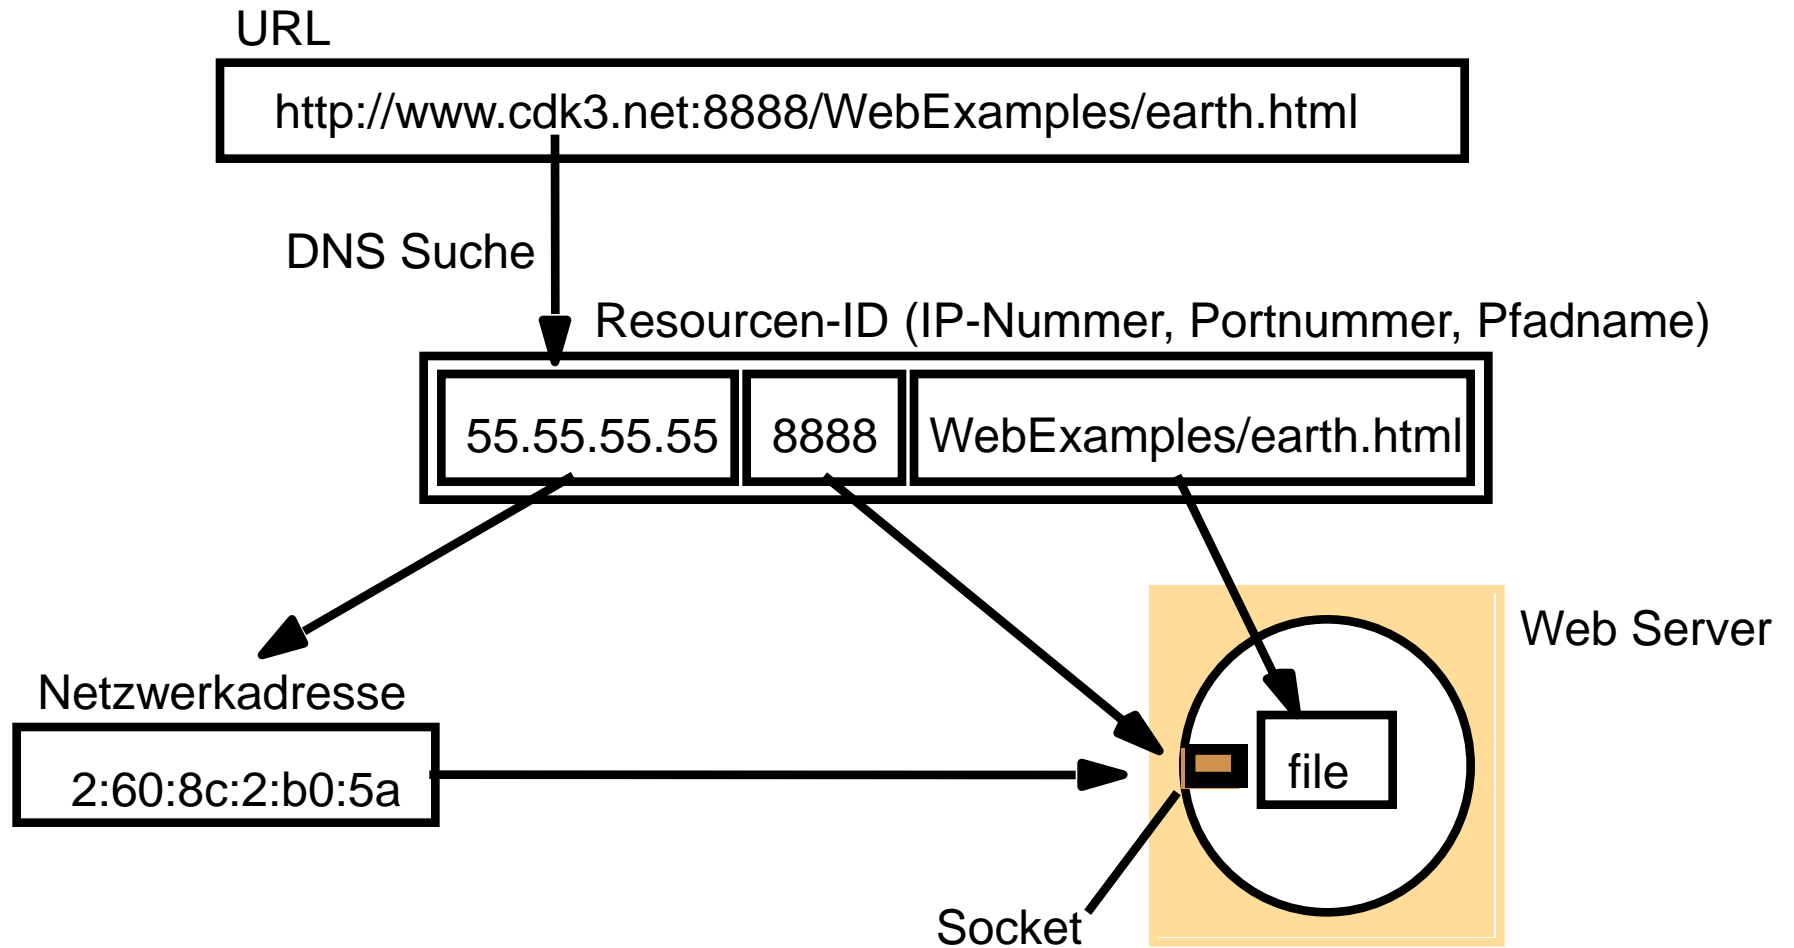 URL
http://www.cdk3.net:8888/WebExamples/earth.html
DNS Suche
Resourcen-ID (IP-Nummer, Portnummer, Pfadname)
55.55.55.55
8888
WebExamples/earth.html
Web Server
Netzwerkadresse
2:60:8c:2:b0:5a
file
Socket